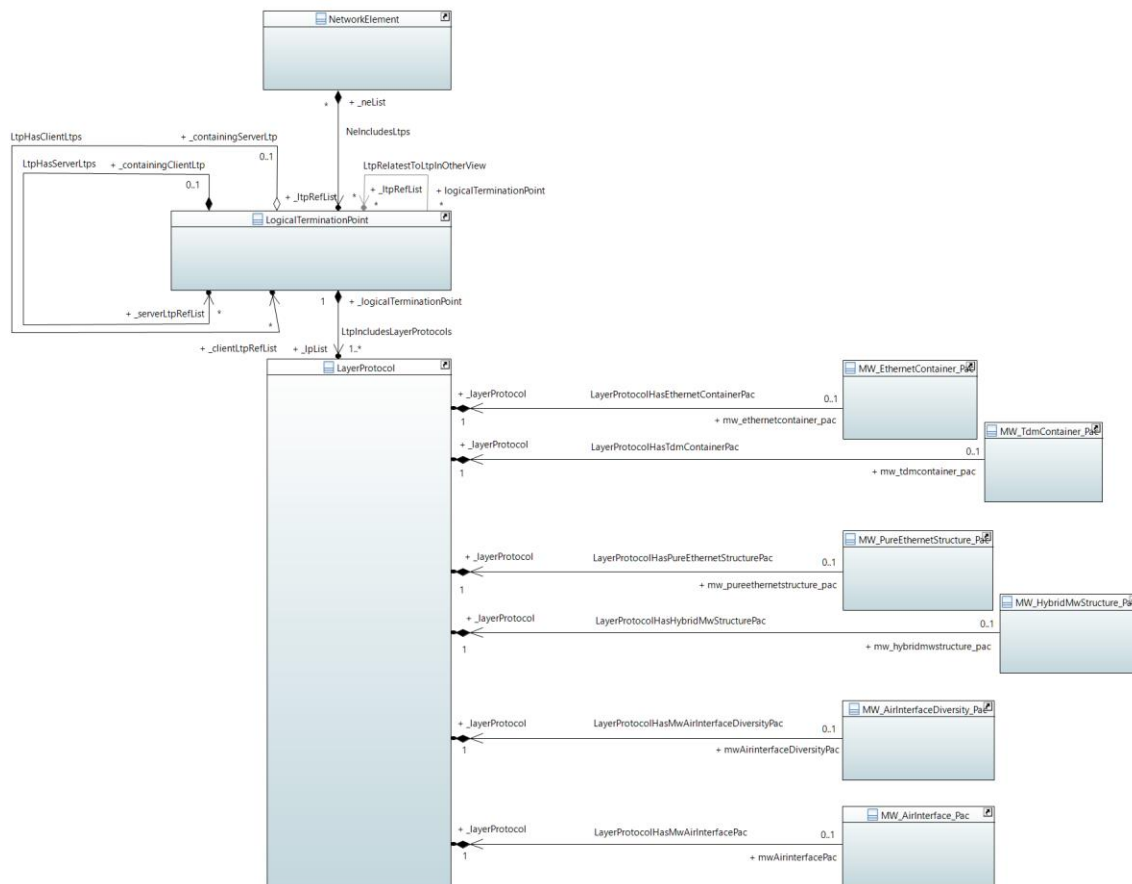 NetworkElement
* + _neList
NeIncludesLtps
LtpHasClientLtps + _containingServerLtp
0..1
LtpHasServerLtps + _containingClientLtp
0..1
LtpRelatestToLtpInOtherView
+ _ltpRefList + logicalTerminationPoint
+ _ltpRefList * * *
LogicalTerminationPoint
1 + _logicalTerminationPoint
+ _serverLtpRefList *
*
LtpIncludesLayerProtocols
+ _clientLtpRefList + _lpList 1..*
LayerProtocol
MW_EthernetContainer_Pac
+ _layerProtocol LayerProtocolHasEthernetContainerPac 0..1
1 + mw_ethernetcontainer_pac
MW_TdmContainer_Pac
+ _layerProtocol LayerProtocolHasTdmContainerPac 0..1
1 + mw_tdmcontainer_pac
MW_PureEthernetStructure_Pac
+ _layerProtocol LayerProtocolHasPureEthernetStructurePac 0..1
1 + mw_pureethernetstructure_pac
MW_HybridMwStructure_Pac
+ _layerProtocol LayerProtocolHasHybridMwStructurePac 0..1
1 + mw_hybridmwstructure_pac
MW_AirInterfaceDiversity_Pac
+ _layerProtocol LayerProtocolHasMwAirInterfaceDiversityPac 0..1
1 + mwAirinterfaceDiversityPac
MW_AirInterface_Pac
+ _layerProtocol LayerProtocolHasMwAirInterfacePac 0..1
1 + mwAirinterfacePac